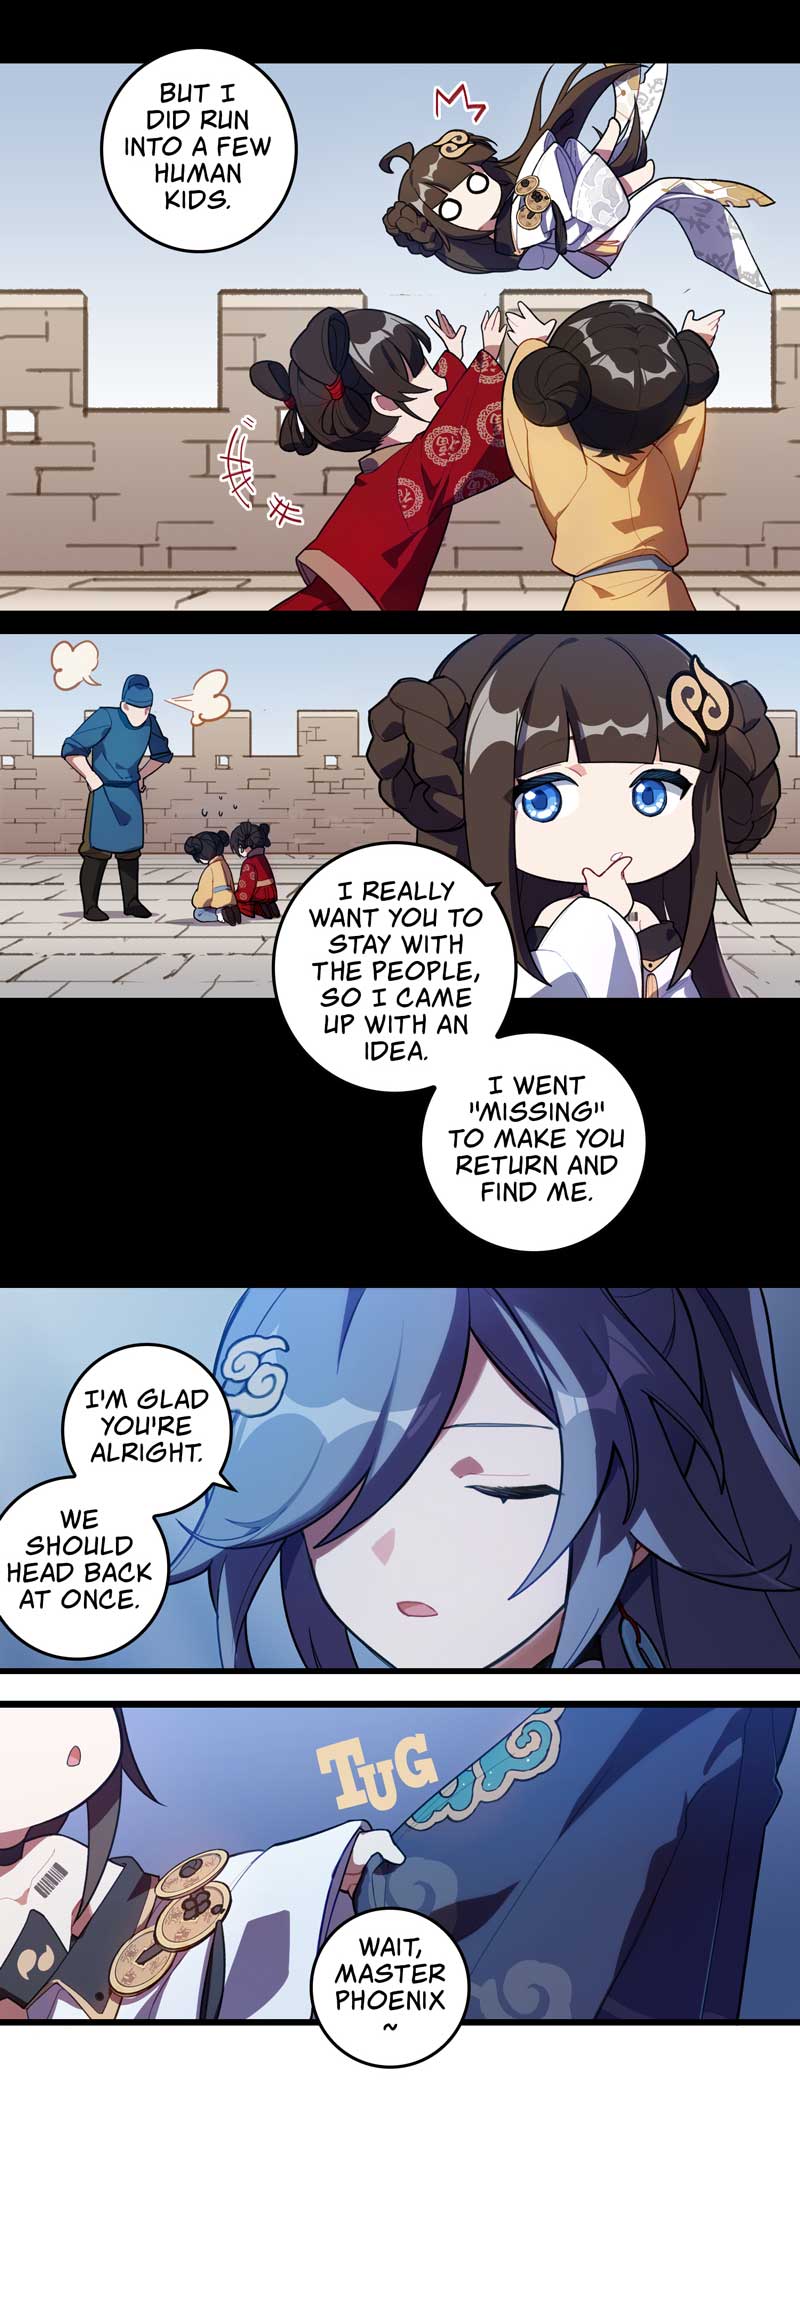 BUT I
DID RUN
INTO A FEW
HUMAN
KIDS.
I REALLY
WANT YOU TO
STAY WITH
THE PEOPLE,
SO I CAME
UP WITH AN
IDEA.
I WENT
"MISSING"
TO MAKE YOU
RETURN AND
FIND ME.
I'M GLAD
YOU'RE
ALRIGHT.
WE
SHOULD
HEAD BACK
AT ONCE.
TUG
WAIT,
MASTER
PHOENIX
~